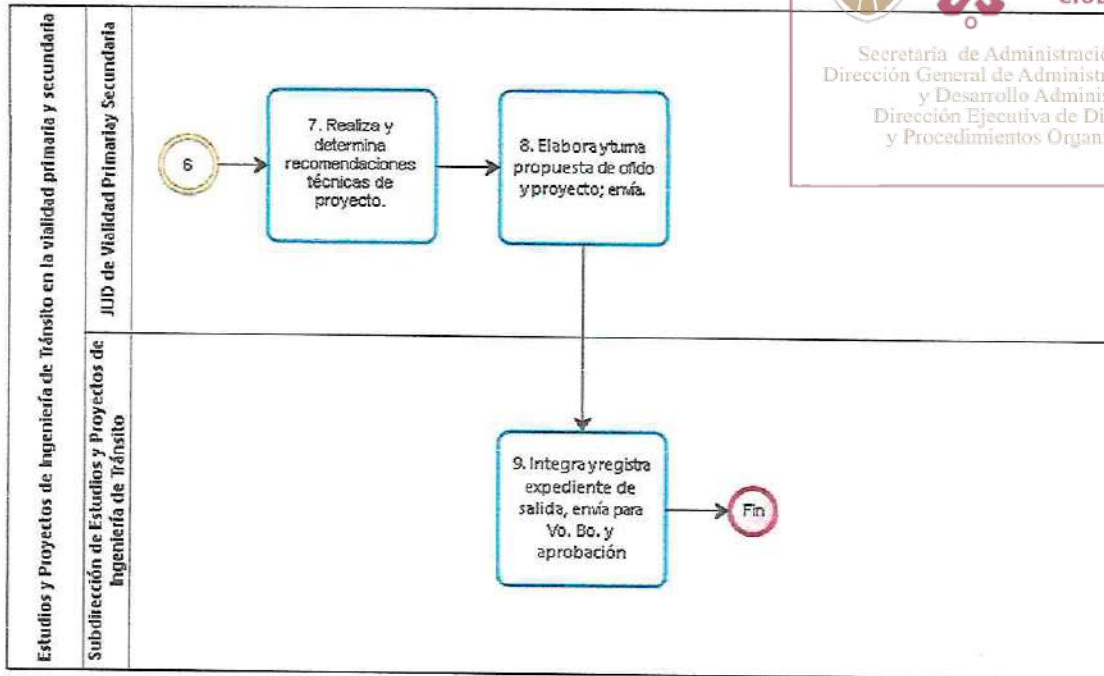 Estudios y Proyectos de Ingeniería de Tránsito en la vialidad primaria y secundaria
JUD de Vialidad Primariay Secundaria
6
7. Realiza y
determina
recomendaciones
técnicas de
proyecto.
8. Elabora yturna
propuesta de oficio
y proyecto; envía.
Secretaría de Administració
Dirección General de Administr
y Desarrollo Adminis
Dirección Ejecutiva de Di
y Procedimientos Organ
Subdirección de Estudios y Proyectos de
Ingeniería de Tránsito
9. Integra y registra
expediente de
salida, envía para
Vo. Bo. y
aprobación
Fin